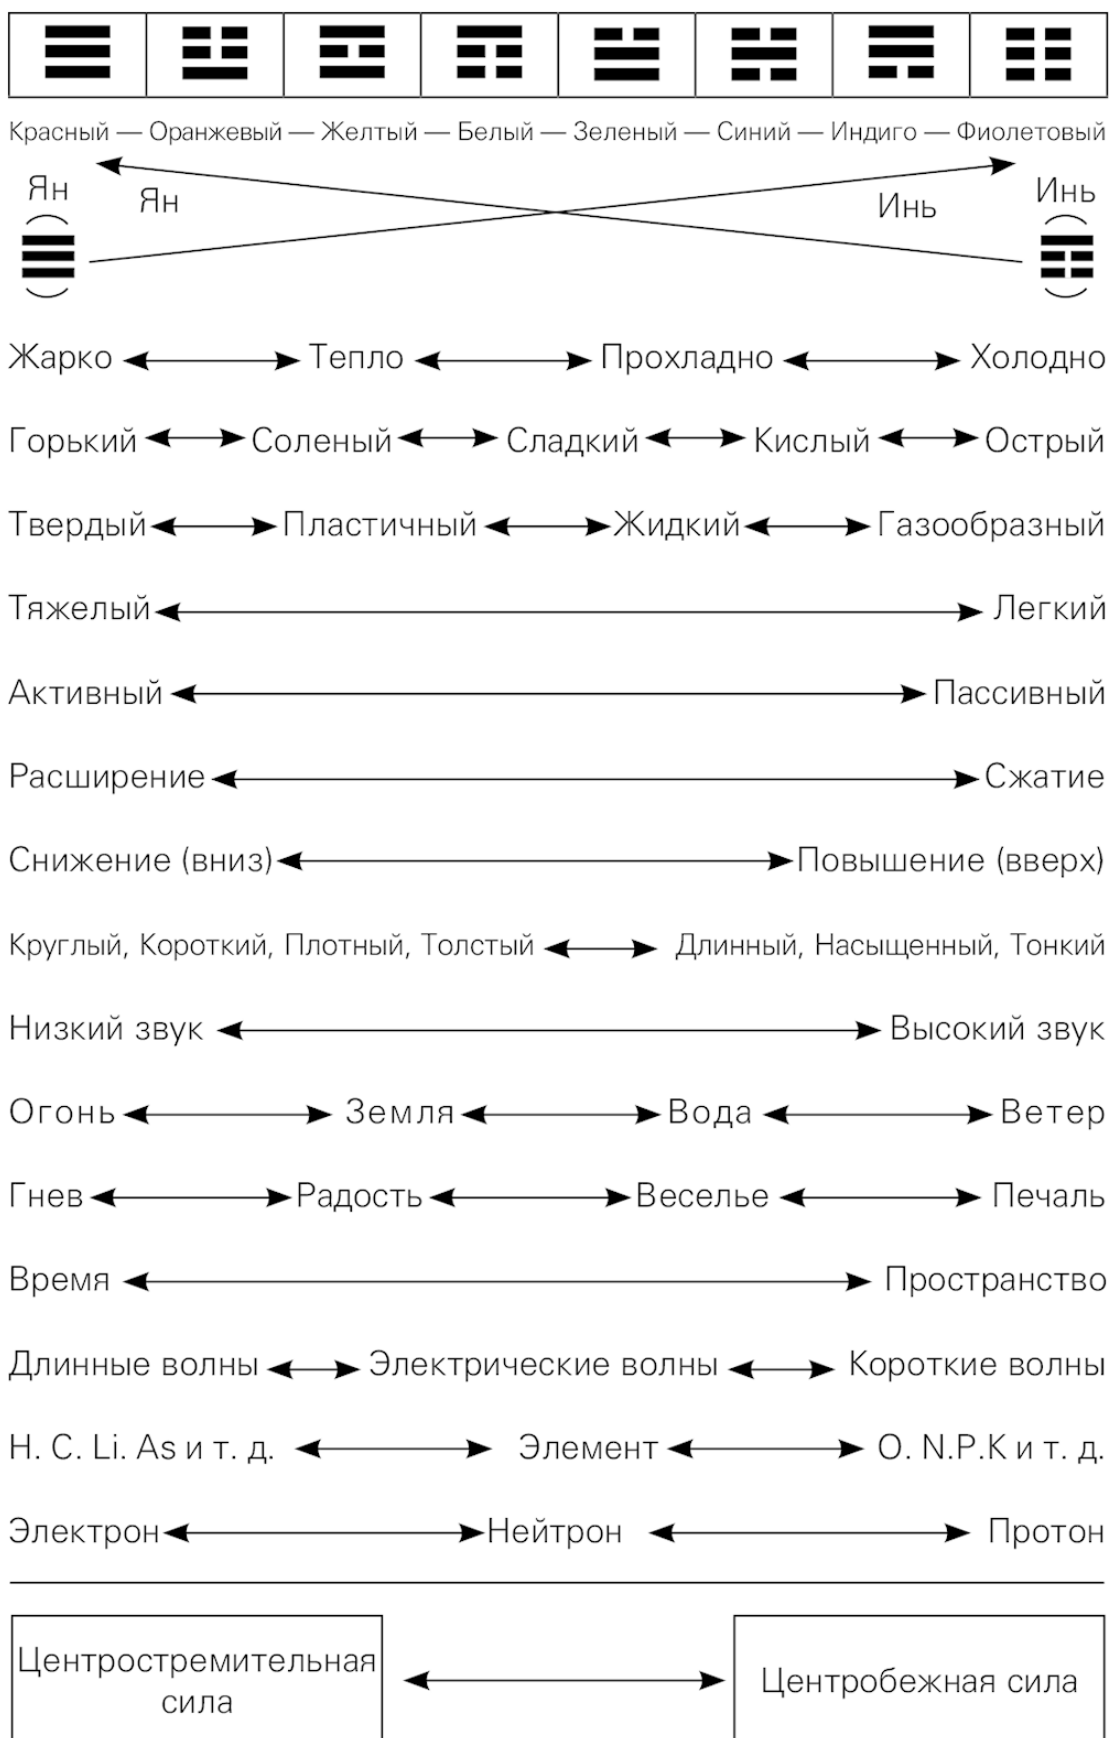 Красный — Оранжевый — Желтый — Белый — Зеленый — Синий — Индиго — Фиолетовый
Ян Ян Инь Инь
Жарко Тепло Прохладно Холодно
Горький Соленый Сладкий Кислый Острый
Твердый Пластичный Жидкий Газообразный
Тяжелый Легкий
Активный Пассивный
Расширение Сжатие
Снижение (вниз) Повышение (вверх)
Круглый, Короткий, Плотный, Толстый Длинный, Насыщенный, Тонкий
Низкий звук Высокий звук
Огонь Земля Вода Ветер
Гнев Радость Веселье Печаль
Время Пространство
Длинные волны Электрические волны Короткие волны
H. C. Li. As и т. д. Элемент O. N.P.K и т. д.
Электрон Нейтрон Протон
Центростремительная
сила
Центробежная сила